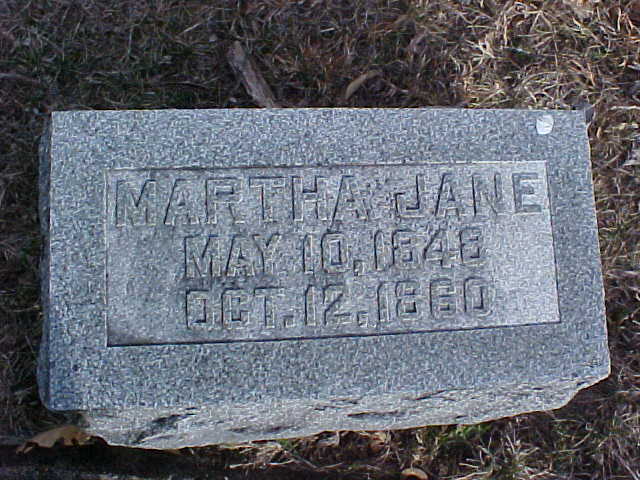 MARTHA JANE
MAY 10, 1848
OCT. 12, 1860